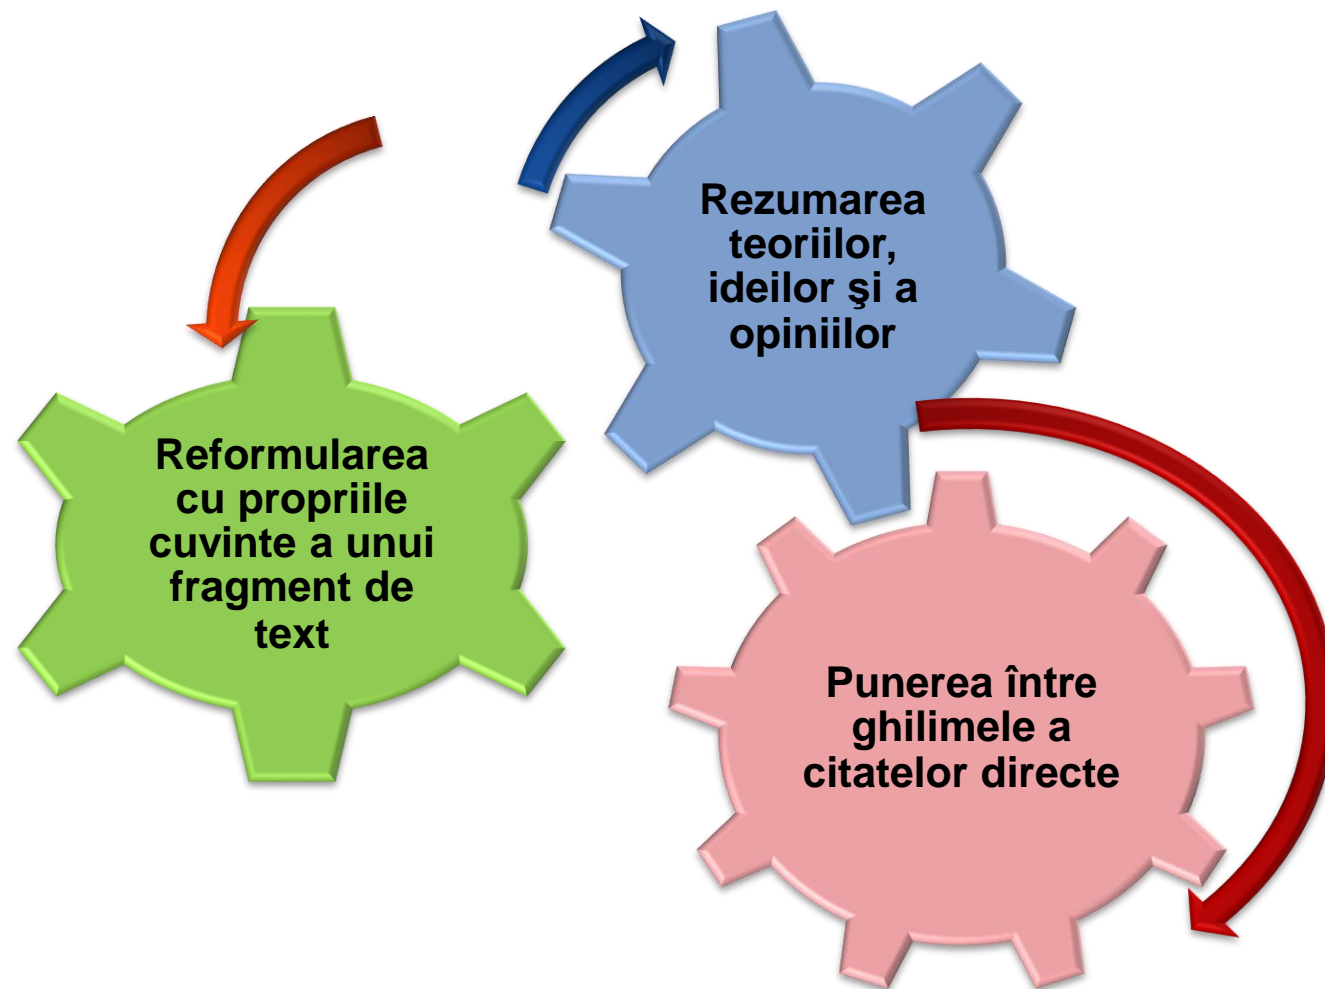 Rezumarea
teoriilor,
ideilor şi a
opiniilor
Reformularea
cu propriile
cuvinte a unui
fragment de
text
Punerea între
ghilimele a
citatelor directe